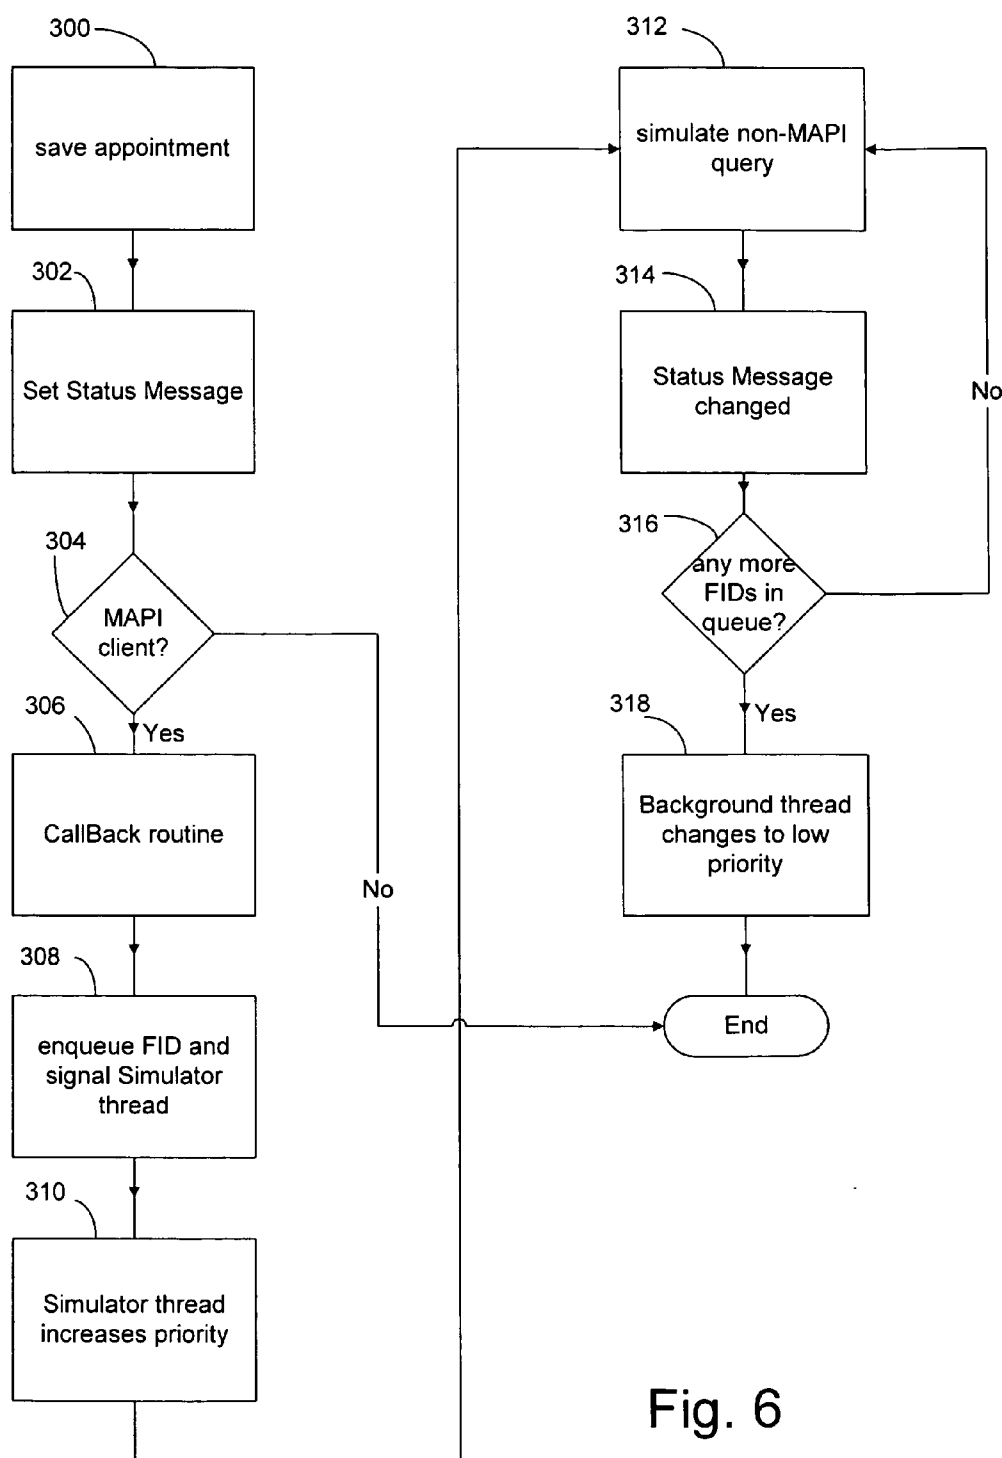 300
save appointment
302
Set Status Message
304
MAPI
client?
306
Yes
CallBack routine
No
308
enqueue FID and
signal Simulator
thread
310
Simulator thread
increases priority
312
simulate non-MAPI
query
314
Status Message
changed
No
316
any more
FIDs in
queue?
318
Yes
Background thread
changes to low
priority
End
Fig. 6